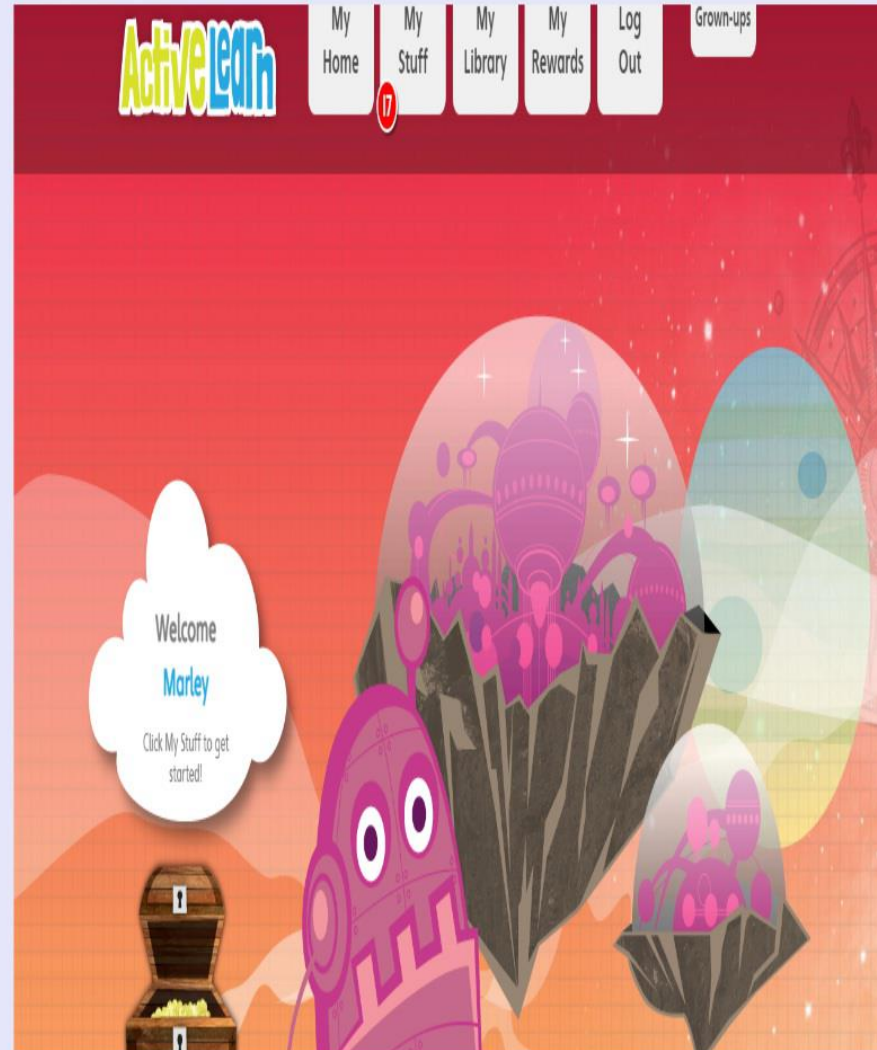 ActiveLearn
My Home
My Stuff
17
My Library
My Rewards
Log Out
Grown-ups
Welcome
Marley
Click My Stuff to get
started!